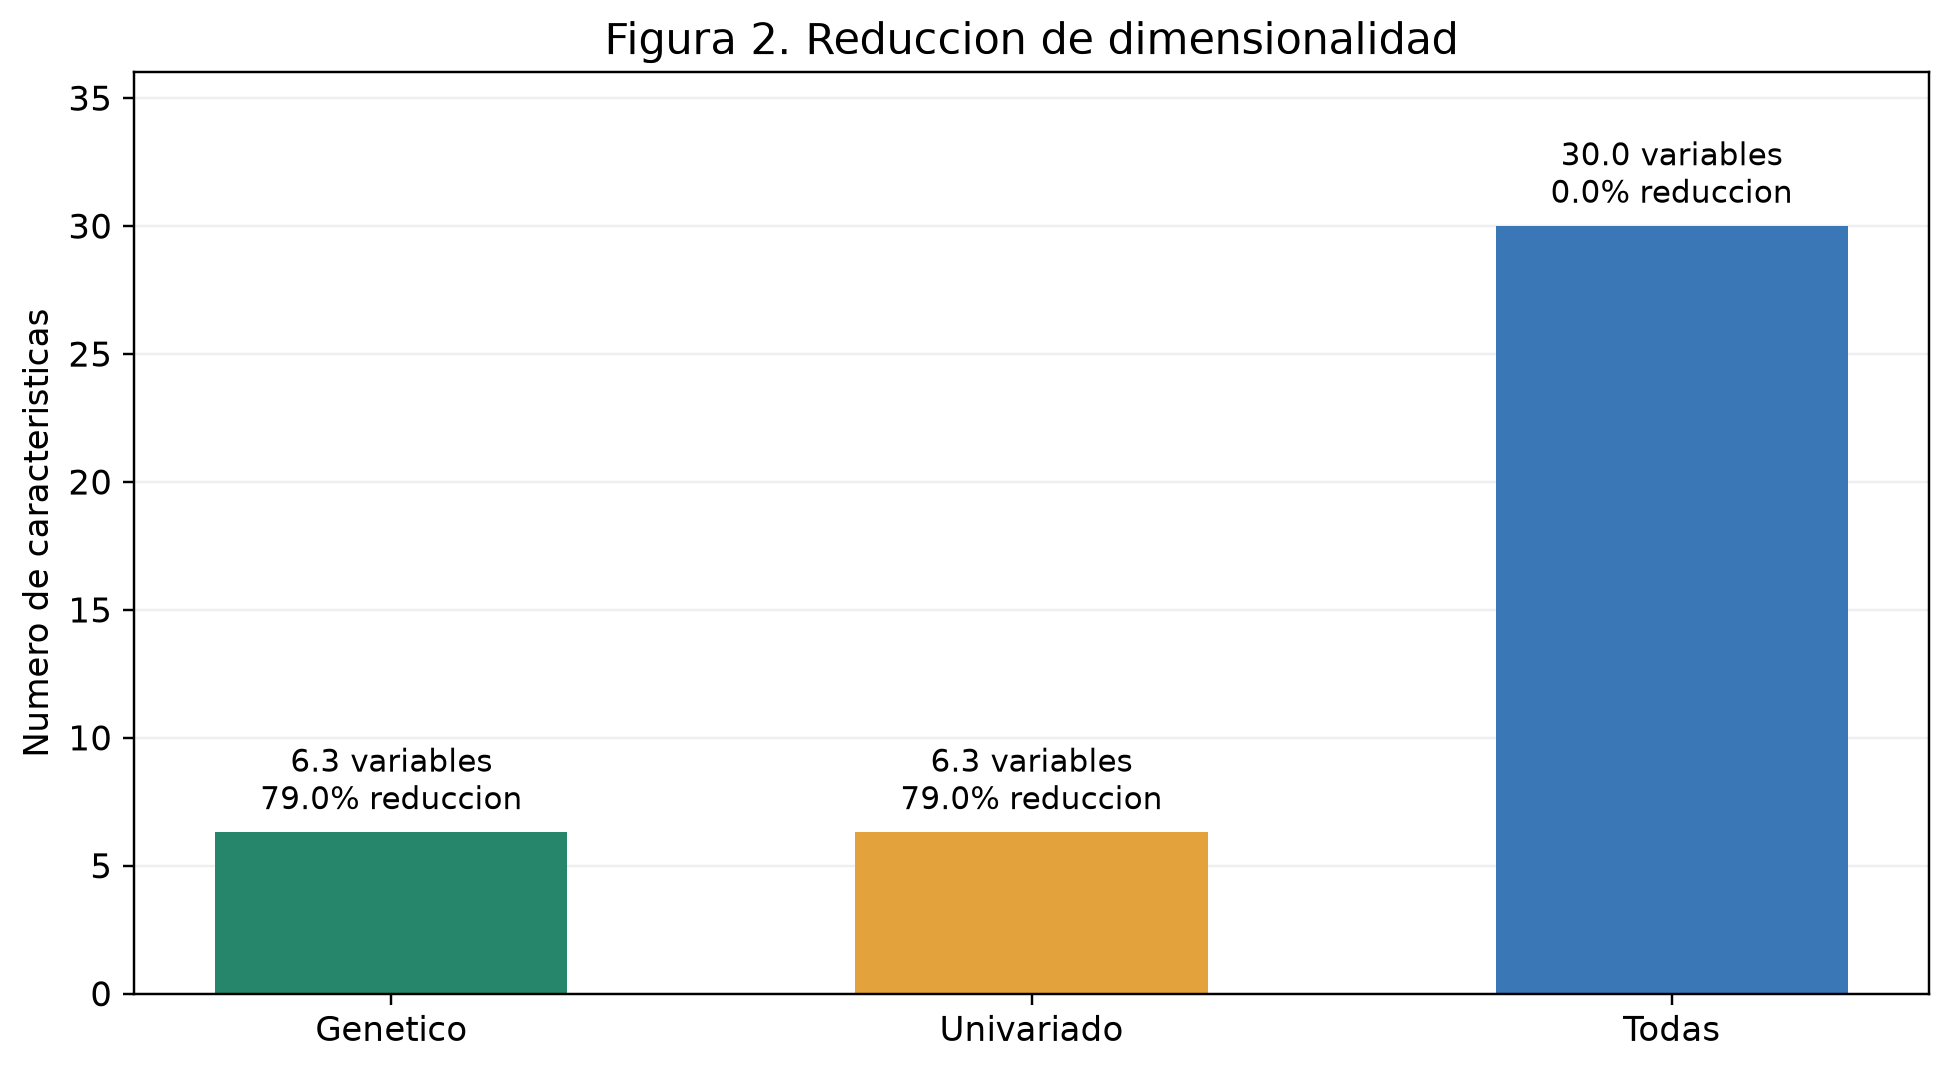 Figura 2. Reduccion de dimensionalidad
Numero de caracteristicas
35
30
25
20
15
10
5
0
6.3 variables
79.0% reduccion
6.3 variables
79.0% reduccion
30.0 variables
0.0% reduccion
Genetico
Univariado
Todas